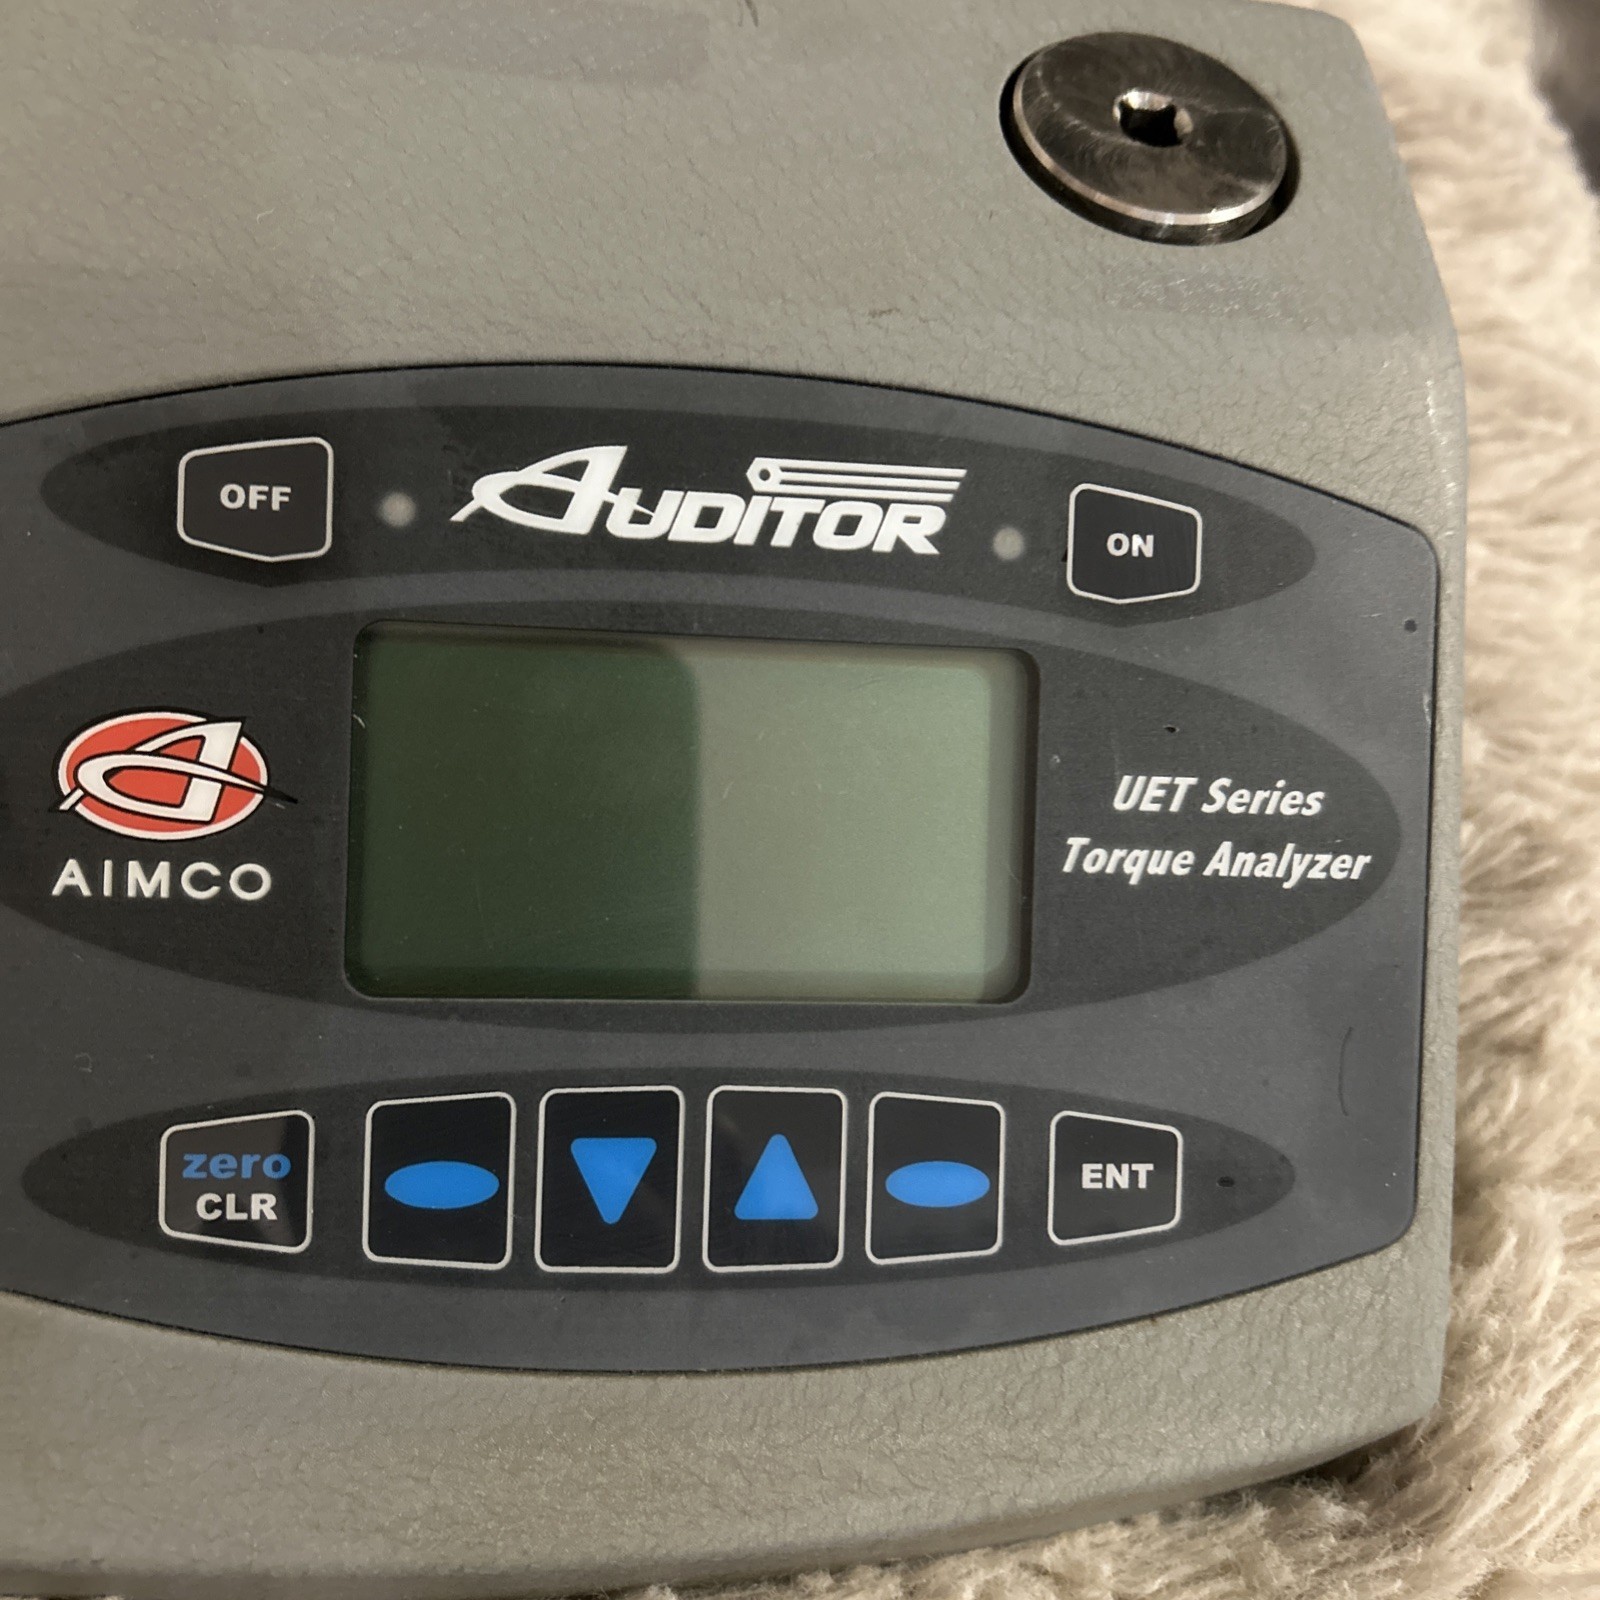 OFF
AUDITOR
ON
AIMCO
UET Series
Torque Analyzer
zero
CLR
ENT